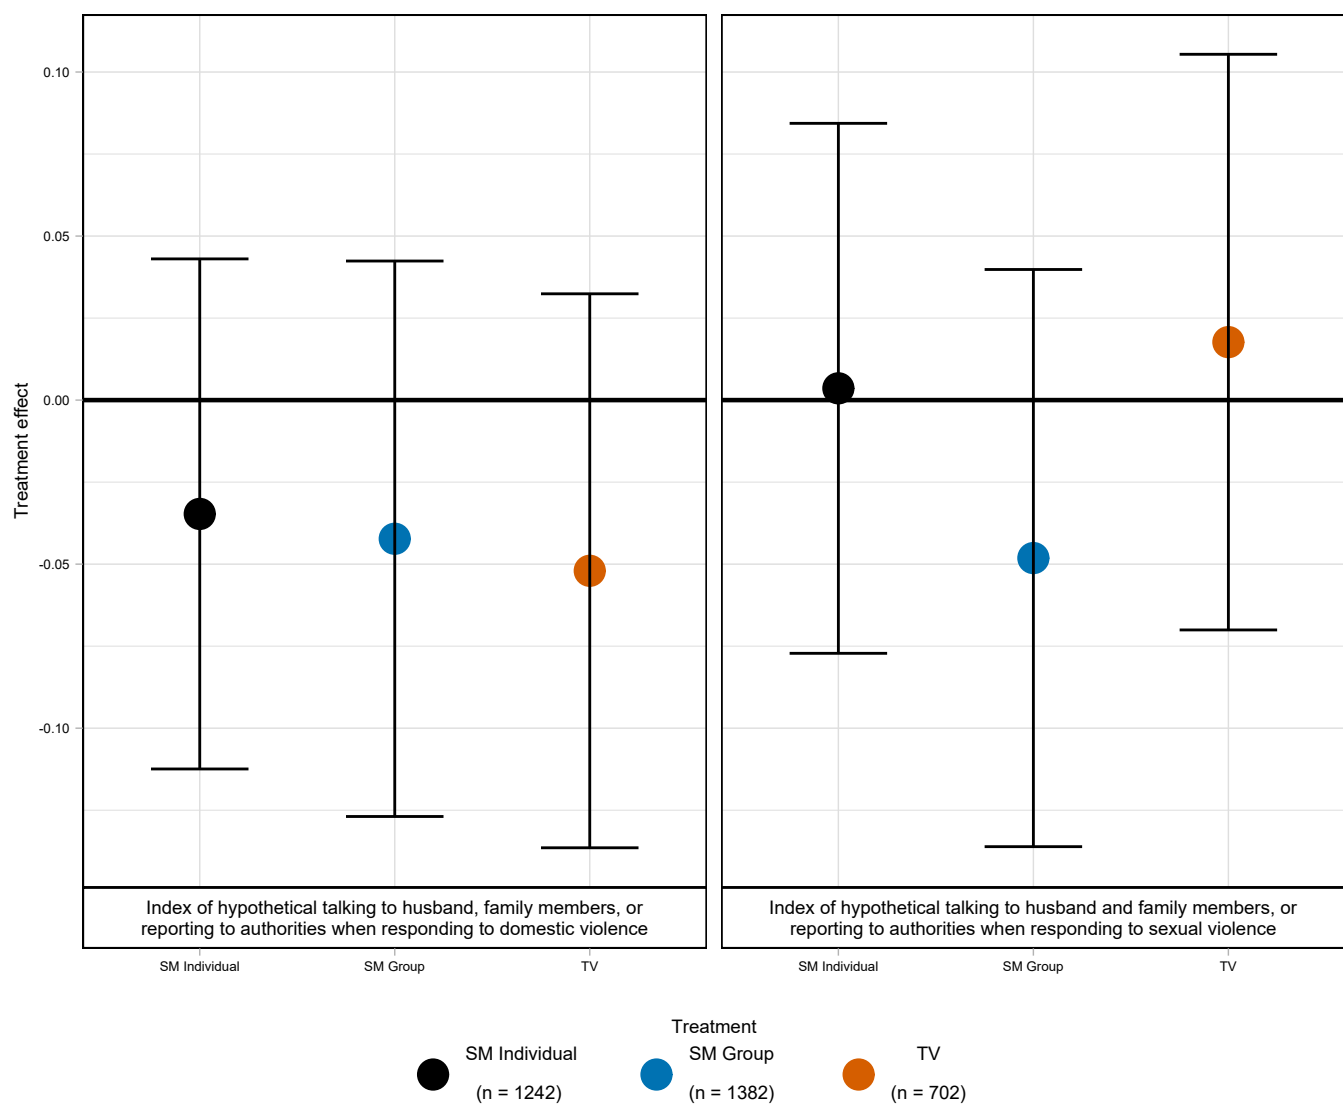 Treatment effect
0.10
0.05
0.00
-0.05
-0.10
Index of hypothetical talking to husband, family members, or
reporting to authorities when responding to domestic violence
Index of hypothetical talking to husband and family members, or
reporting to authorities when responding to sexual violence
SM Individual
SM Group
TV
SM Individual
SM Group
TV
Treatment
SM Individual
(n = 1242)
SM Group
(n = 1382)
TV
(n = 702)